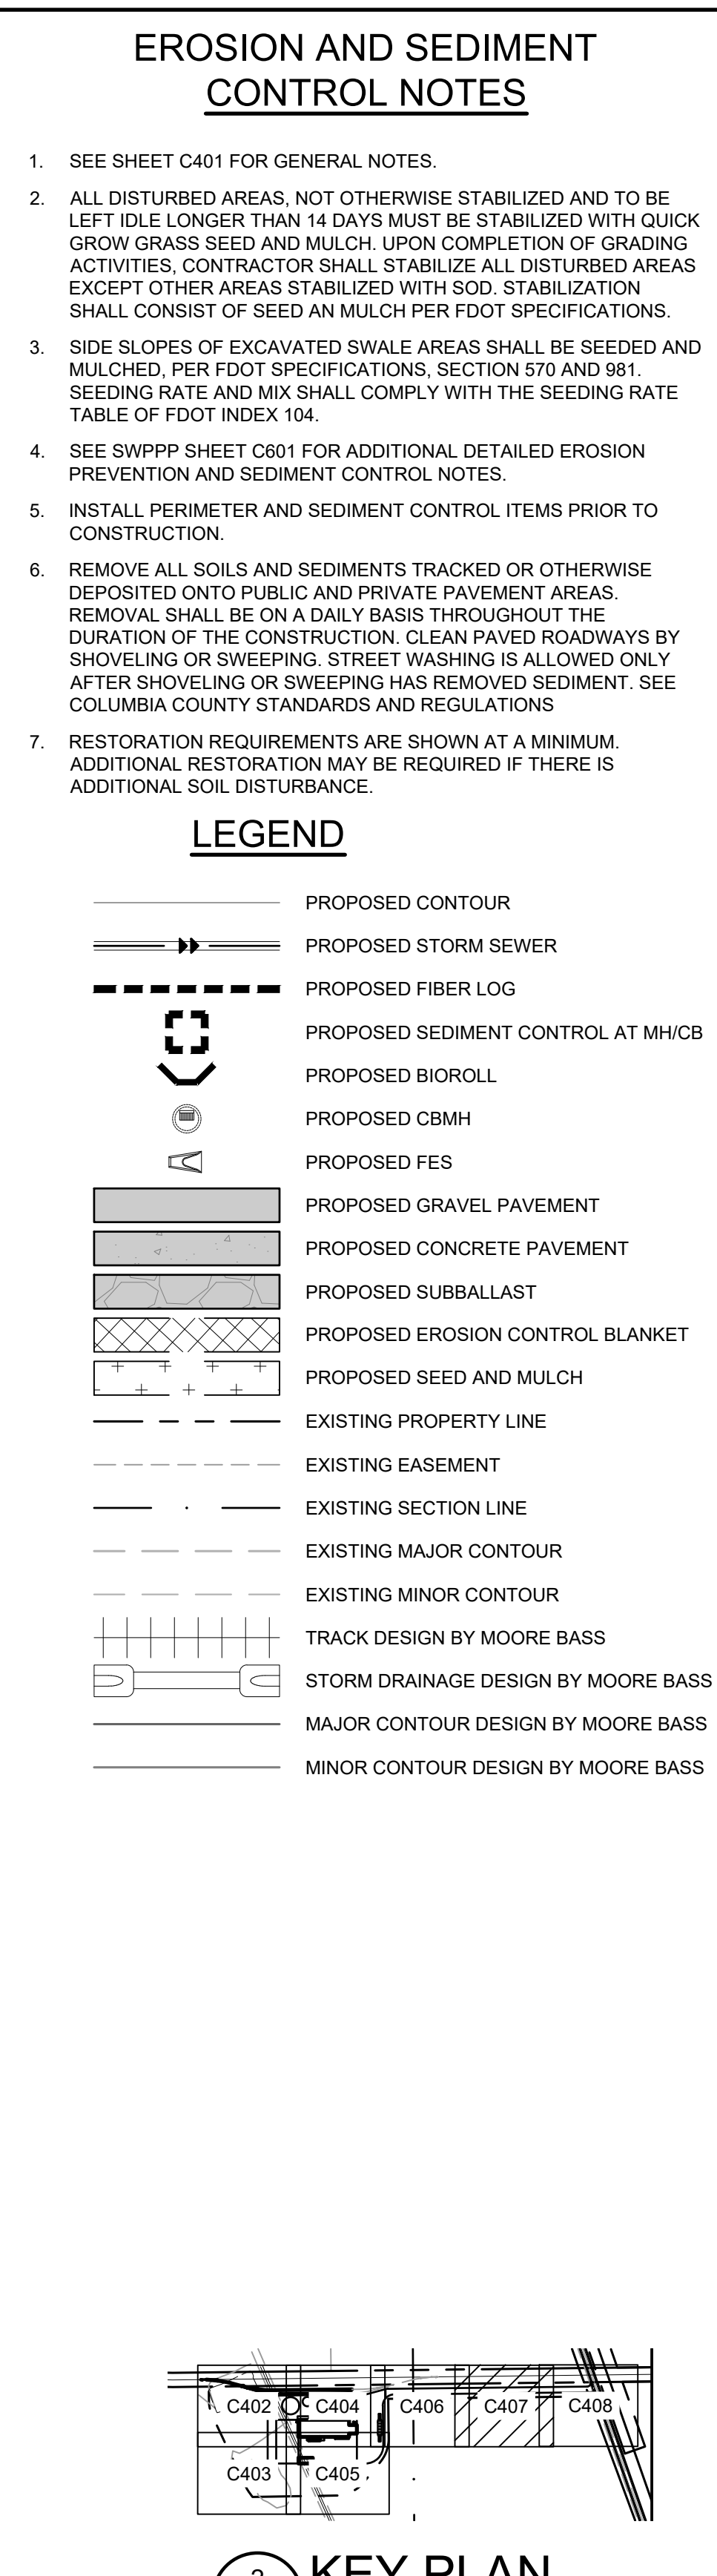 EROSION AND SEDIMENT
CONTROL NOTES
1. SEE SHEET C401 FOR GENERAL NOTES.
2. ALL DISTURBED AREAS, NOT OTHERWISE STABILIZED AND TO BE
LEFT IDLE LONGER THAN 14 DAYS MUST BE STABILIZED WITH QUICK
GROW GRASS SEED AND MULCH. UPON COMPLETION OF GRADING
ACTIVITIES, CONTRACTOR SHALL STABILIZE ALL DISTURBED AREAS
EXCEPT OTHER AREAS STABILIZED WITH SOD. STABILIZATION
SHALL CONSIST OF SEED AN MULCH PER FDOT SPECIFICATIONS.
3. SIDE SLOPES OF EXCAVATED SWALE AREAS SHALL BE SEEDED AND
MULCHED, PER FDOT SPECIFICATIONS, SECTION 570 AND 981.
SEEDING RATE AND MIX SHALL COMPLY WITH THE SEEDING RATE
TABLE OF FDOT INDEX 104.
4. SEE SWPPP SHEET C601 FOR ADDITIONAL DETAILED EROSION
PREVENTION AND SEDIMENT CONTROL NOTES.
5. INSTALL PERIMETER AND SEDIMENT CONTROL ITEMS PRIOR TO
CONSTRUCTION.
6. REMOVE ALL SOILS AND SEDIMENTS TRACKED OR OTHERWISE
DEPOSITED ONTO PUBLIC AND PRIVATE PAVEMENT AREAS.
REMOVAL SHALL BE ON A DAILY BASIS THROUGHOUT THE
DURATION OF THE CONSTRUCTION. CLEAN PAVED ROADWAYS BY
SHOVELING OR SWEEPING. STREET WASHING IS ALLOWED ONLY
AFTER SHOVELING OR SWEEPING HAS REMOVED SEDIMENT. SEE
COLUMBIA COUNTY STANDARDS AND REGULATIONS
7. RESTORATION REQUIREMENTS ARE SHOWN AT A MINIMUM.
ADDITIONAL RESTORATION MAY BE REQUIRED IF THERE IS
ADDITIONAL SOIL DISTURBANCE.
LEGEND
PROPOSED CONTOUR
PROPOSED STORM SEWER
PROPOSED FIBER LOG
PROPOSED SEDIMENT CONTROL AT MH/CB
PROPOSED BIOROLL
PROPOSED CBMH
PROPOSED FES
PROPOSED GRAVEL PAVEMENT
PROPOSED CONCRETE PAVEMENT
PROPOSED SUBBALLAST
PROPOSED EROSION CONTROL BLANKET
PROPOSED SEED AND MULCH
EXISTING PROPERTY LINE
EXISTING EASEMENT
EXISTING SECTION LINE
EXISTING MAJOR CONTOUR
EXISTING MINOR CONTOUR
TRACK DESIGN BY MOORE BASS
STORM DRAINAGE DESIGN BY MOORE BASS
MAJOR CONTOUR DESIGN BY MOORE BASS
MINOR CONTOUR DESIGN BY MOORE BASS
C402 C404 C406 C407 C408
C403 C405
KEY PLAN